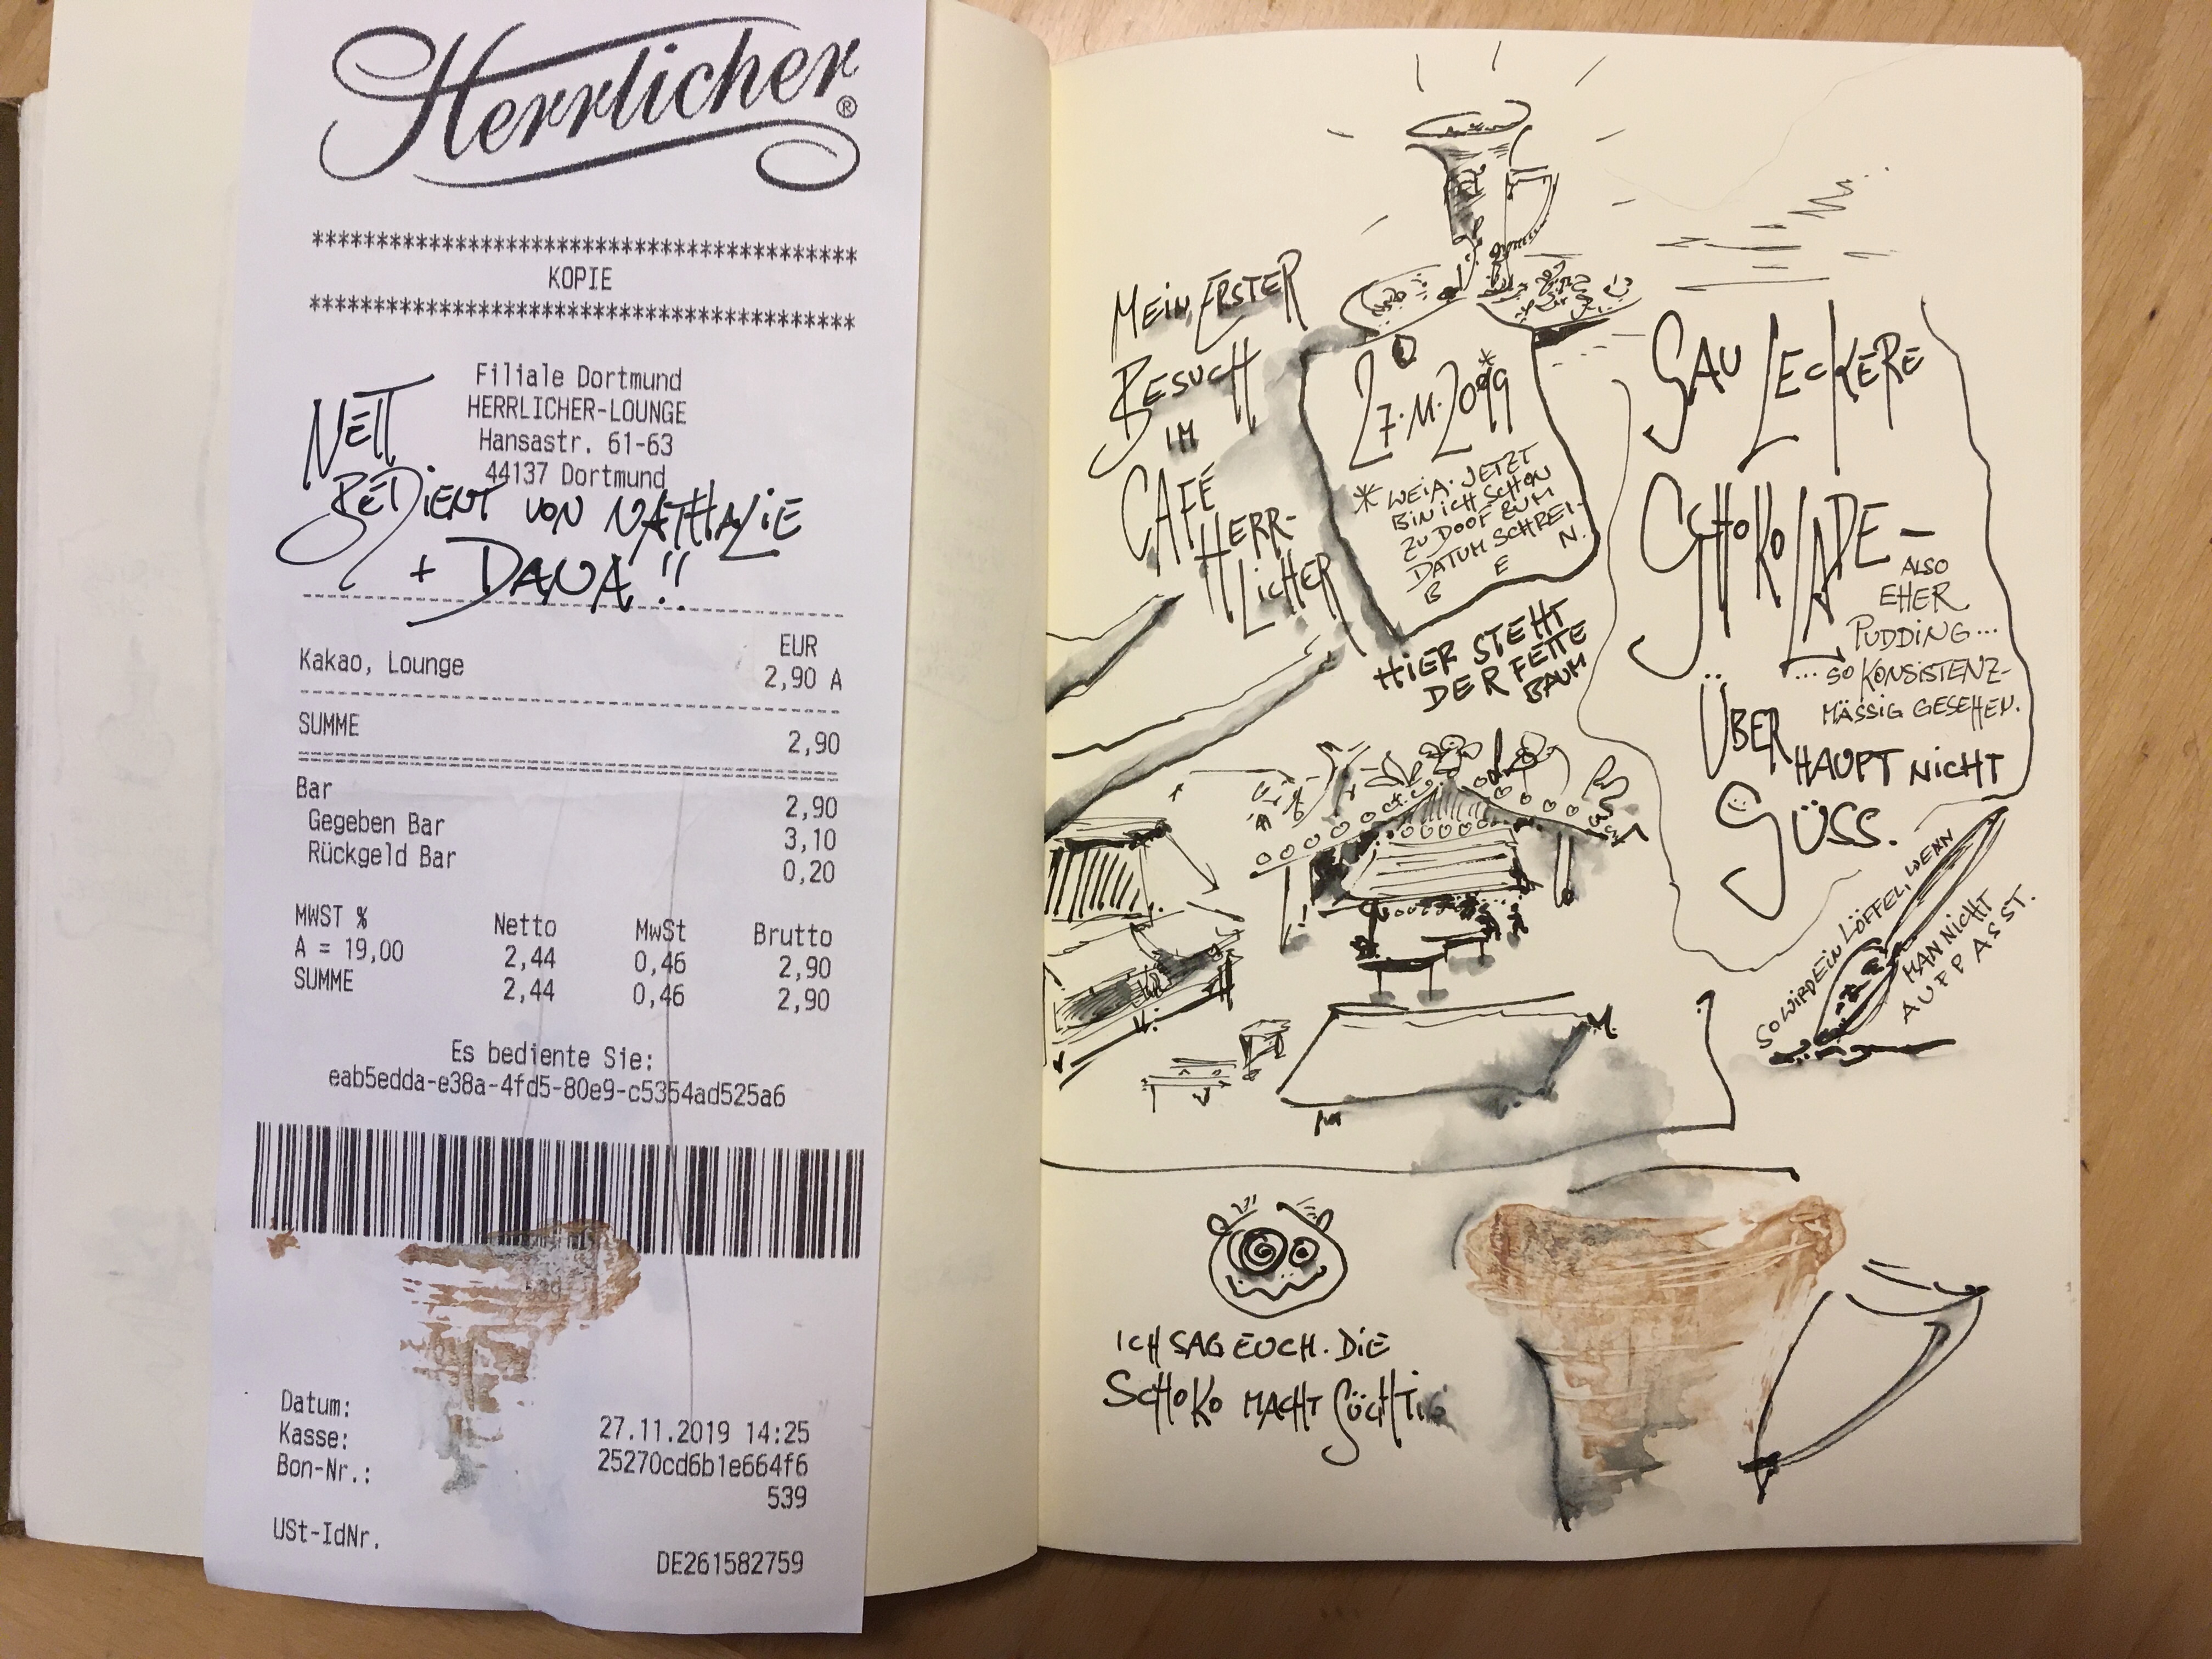 Herrlicher®
******************************************
KOPIE
******************************************
Filiale Dortmund
HERRLICHER-LOUNGE
Hansastr. 61-63
44137 Dortmund
NETT
BEDIENT VON NATHALIE
+ DANA!!
EUR
Kakao, Lounge 2,90 A
SUMME 2,90
Bar 2,90
Gegeben Bar 3,10
Rückgeld Bar 0,20
MWST % Netto MwSt Brutto
A = 19,00 2,44 0,46 2,90
SUMME 2,44 0,46 2,90
Es bediente Sie:
eab5edda-e38a-4fd5-80e9-c5354ad525a6
Datum: 27.11.2019 14:25
Kasse: 25270cd6b1e664f6
Bon-Nr.: 539
USt-IdNr. DE261582759
MEIN ERSTER
BESUCH
IM
CAFÉ
HERR-
LICHER
27.11.2019*
* WEIA. JETZT
BIN ICH SCHON
ZU DOOF ZUM
DATUM SCHREI-
B E N.
HIER STEHT
DER FETTE
BAUM
SAU LECKERE
SCHOKOLADE –
ALSO
EHER
PUDDING...
... SO KONSISTENZ-
MÄSSIG GESEHEN.
ÜBER
HAUPT NICHT
SÜSS.
SO WIRD EIN LÖFFEL, WENN
MAN NICHT
AUFPASST.
ICH SAG EUCH. DIE
SCHOKO MACHT SÜCHTIG